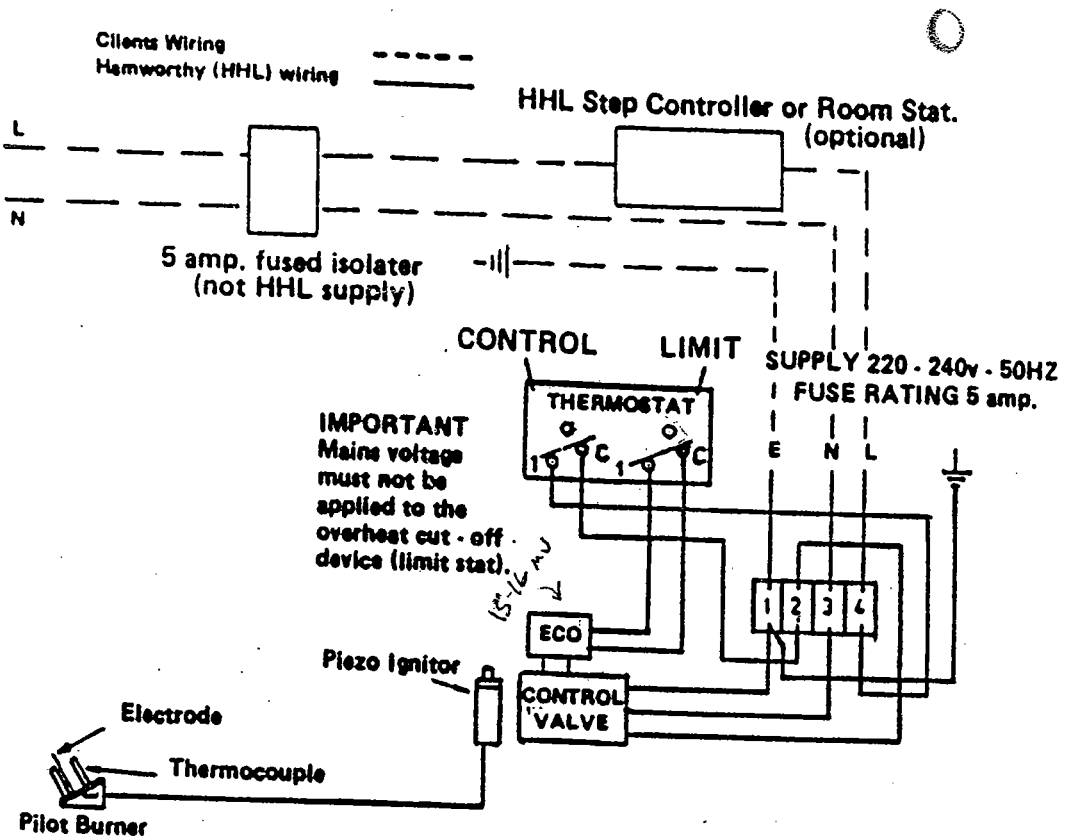 Clients Wiring
Hamworthy (HHL) wiring
HHL Step Controller or Room Stat.
(optional)
L
N
5 amp. fused isolater
(not HHL supply)
CONTROL
LIMIT
SUPPLY 220 - 240v - 50HZ
FUSE RATING 5 amp.
THERMOSTAT
1
C
1
C
E
N
L
IMPORTANT
Mains voltage
must not be
applied to the
overheat cut - off
device (limit stat).
15-16 mv
1
2
3
4
ECO
Piezo Ignitor
CONTROL
VALVE
Electrode
Thermocouple
Pilot Burner